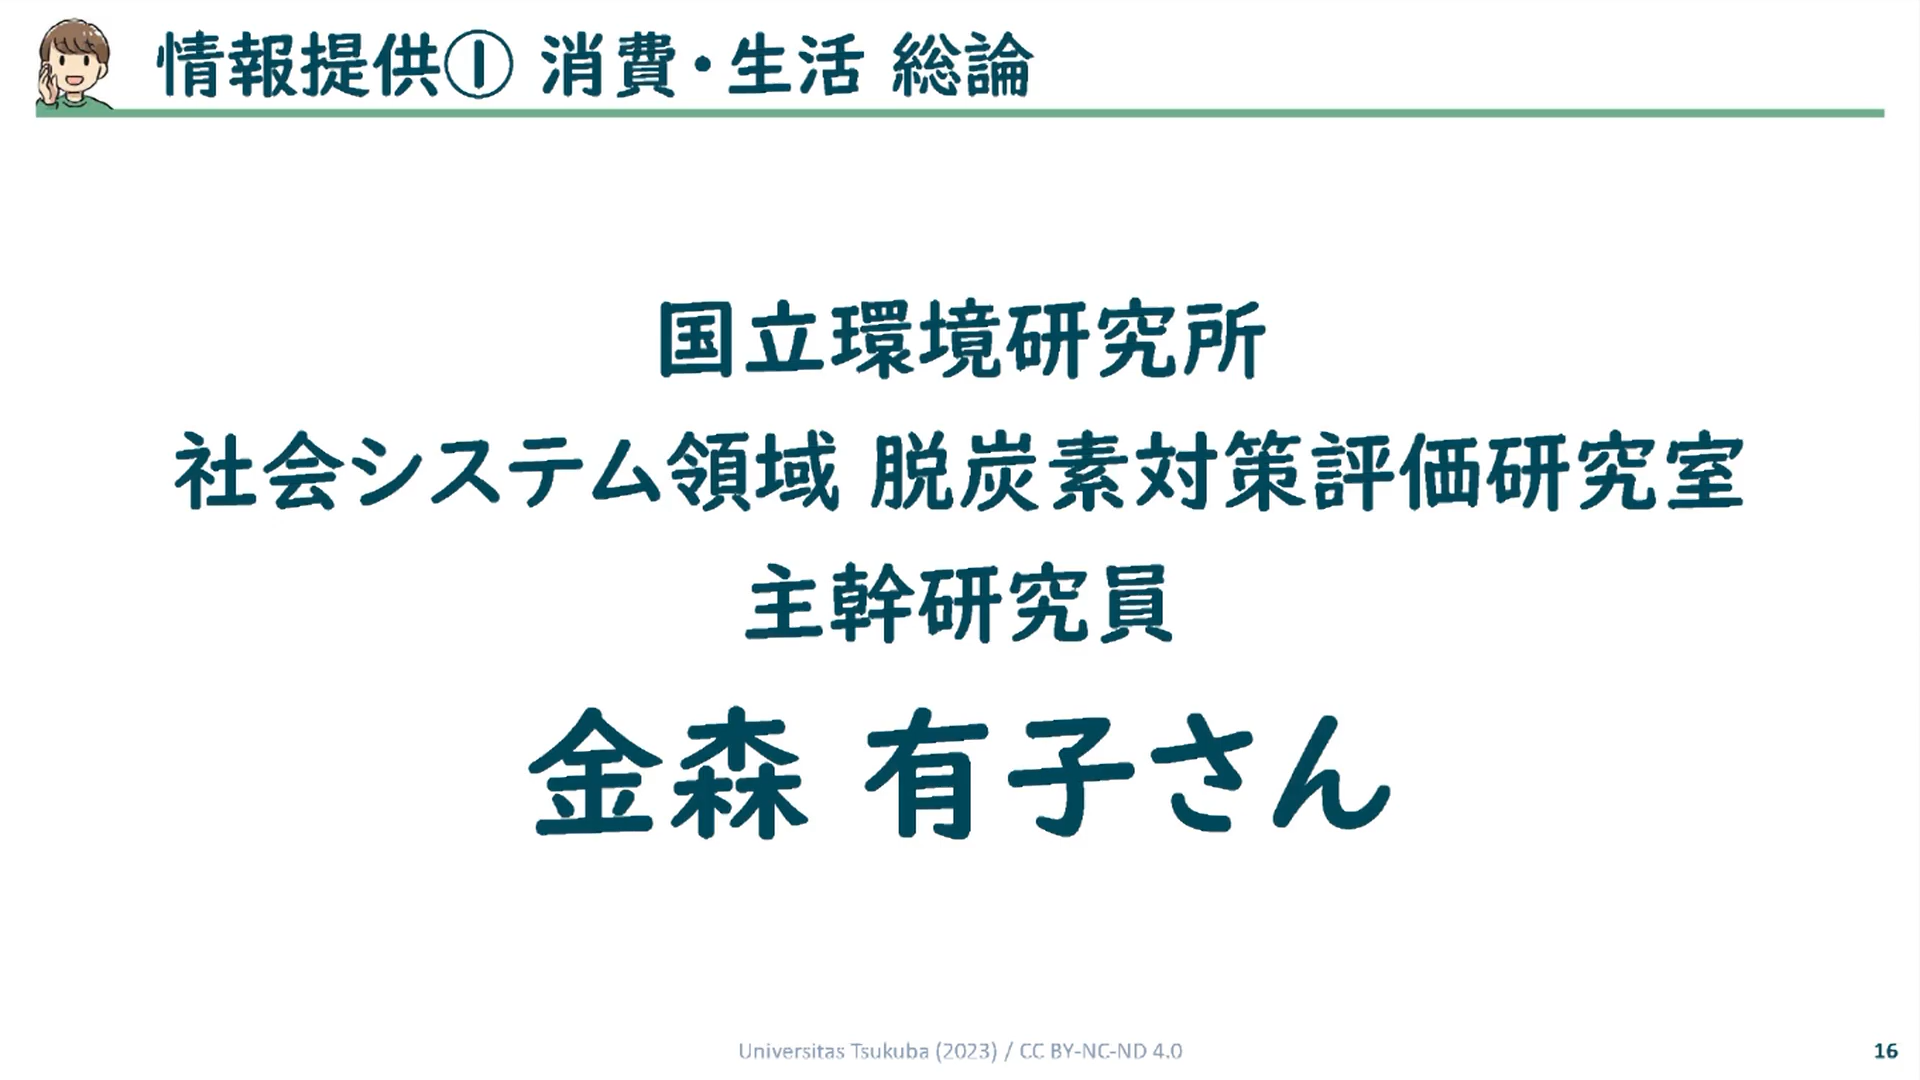 情報提供① 消費・生活 総論
国立環境研究所
社会システム領域 脱炭素対策評価研究室
主幹研究員
金森 有子さん
Universitas Tsukuba (2023) / CC BY-NC-ND 4.0
16